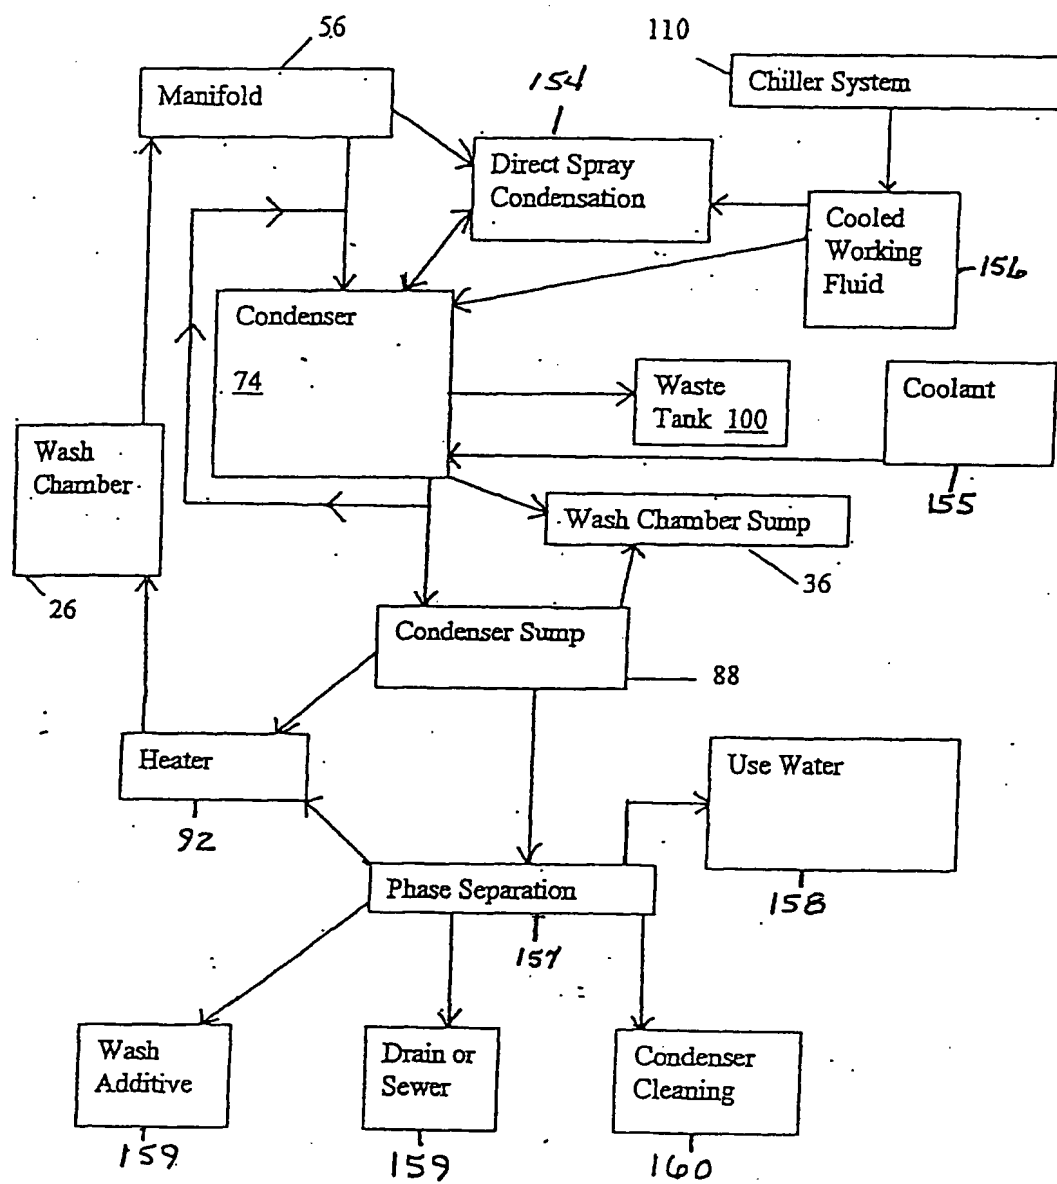 56
110
Manifold
154
Chiller System
Direct Spray
Condensation
Cooled
Working
Fluid
156
Condenser
74
Waste
Tank 100
Coolant
155
Wash
Chamber
26
Wash Chamber Sump
36
Condenser Sump
88
Heater
92
Use Water
158
Phase Separation
157
Wash
Additive
159
Drain or
Sewer
159
Condenser
Cleaning
160